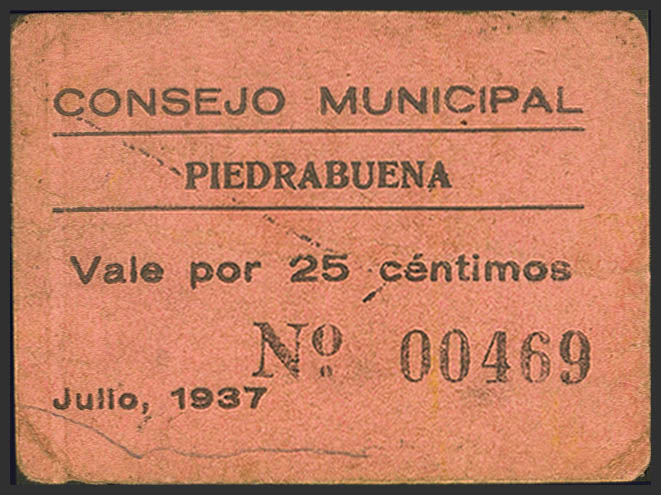 CONSEJO MUNICIPAL
PIEDRABUENA
Vale por 25 céntimos
Nº 00469
Julio, 1937